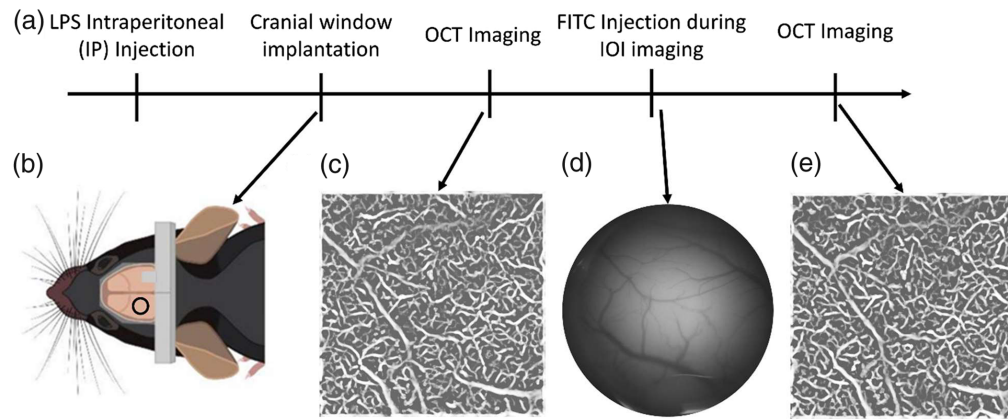 (a)
LPS Intraperitoneal
(IP) Injection
Cranial window
implantation
OCT Imaging
FITC Injection during
IOI imaging
OCT Imaging
(b)
(c)
(d)
(e)